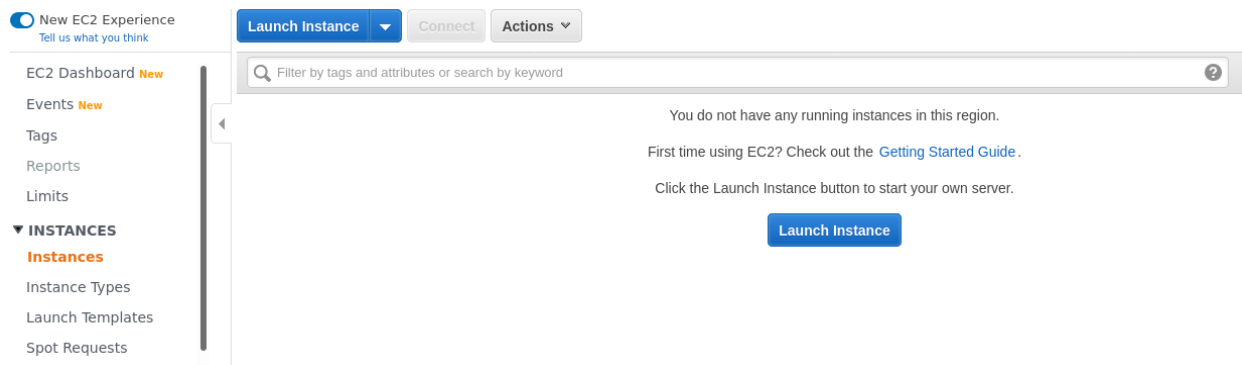 New EC2 Experience
Tell us what you think
EC2 Dashboard New
Events New
Tags
Reports
Limits
INSTANCES
Instances
Instance Types
Launch Templates
Spot Requests
Launch Instance
Connect
Actions
Filter by tags and attributes or search by keyword
You do not have any running instances in this region.
First time using EC2? Check out the Getting Started Guide.
Click the Launch Instance button to start your own server.
Launch Instance